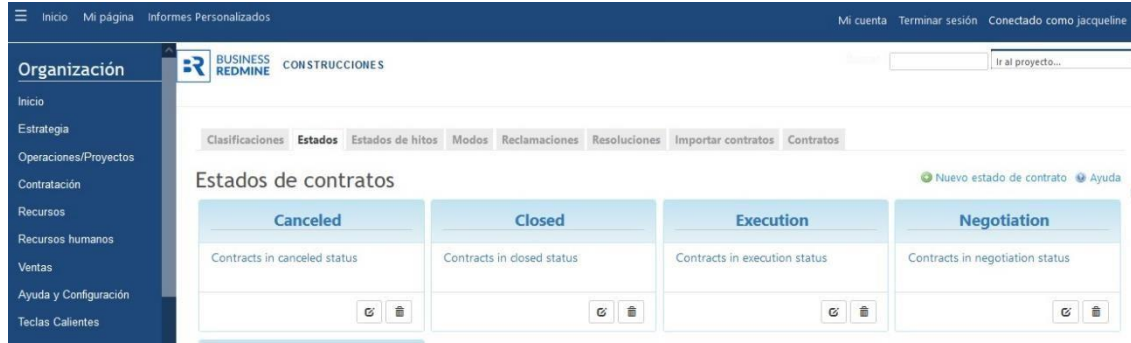 Inicio Mi página Informes Personalizados
Mi cuenta Terminar sesión Conectado como jacqueline
Organización
Inicio
Estrategia
Operaciones/Proyectos
Contratación
Recursos
Recursos humanos
Ventas
Ayuda y Configuración
Teclas Calientes
BR BUSINESS
REDMINE
CONSTRUCCIONES
Ir al proyecto...
Clasificaciones Estados Estados de hitos Modos Reclamaciones Resoluciones Importar contratos Contratos
Estados de contratos
Nuevo estado de contrato Ayuda
Canceled
Contracts in canceled status
Closed
Contracts in closed status
Execution
Contracts in execution status
Negotiation
Contracts in negotiation status